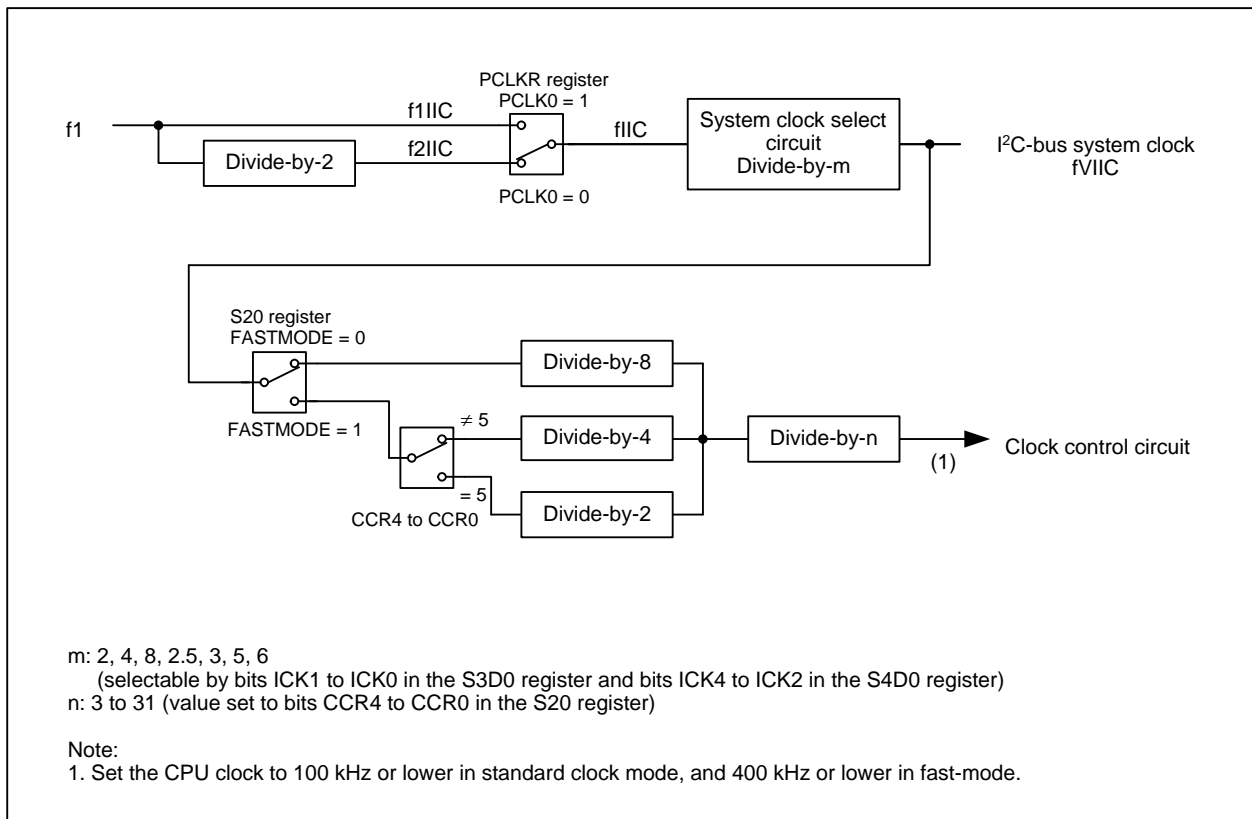 PCLKR register
PCLK0 = 1
f1
f1IIC
Divide-by-2
f2IIC
PCLK0 = 0
fIIC
System clock select
circuit
Divide-by-m
I²C-bus system clock
fVIIC
S20 register
FASTMODE = 0
FASTMODE = 1
≠ 5
= 5
CCR4 to CCR0
Divide-by-8
Divide-by-4
Divide-by-2
Divide-by-n
(1)
Clock control circuit
m: 2, 4, 8, 2.5, 3, 5, 6
(selectable by bits ICK1 to ICK0 in the S3D0 register and bits ICK4 to ICK2 in the S4D0 register)
n: 3 to 31 (value set to bits CCR4 to CCR0 in the S20 register)
Note:
1. Set the CPU clock to 100 kHz or lower in standard clock mode, and 400 kHz or lower in fast-mode.